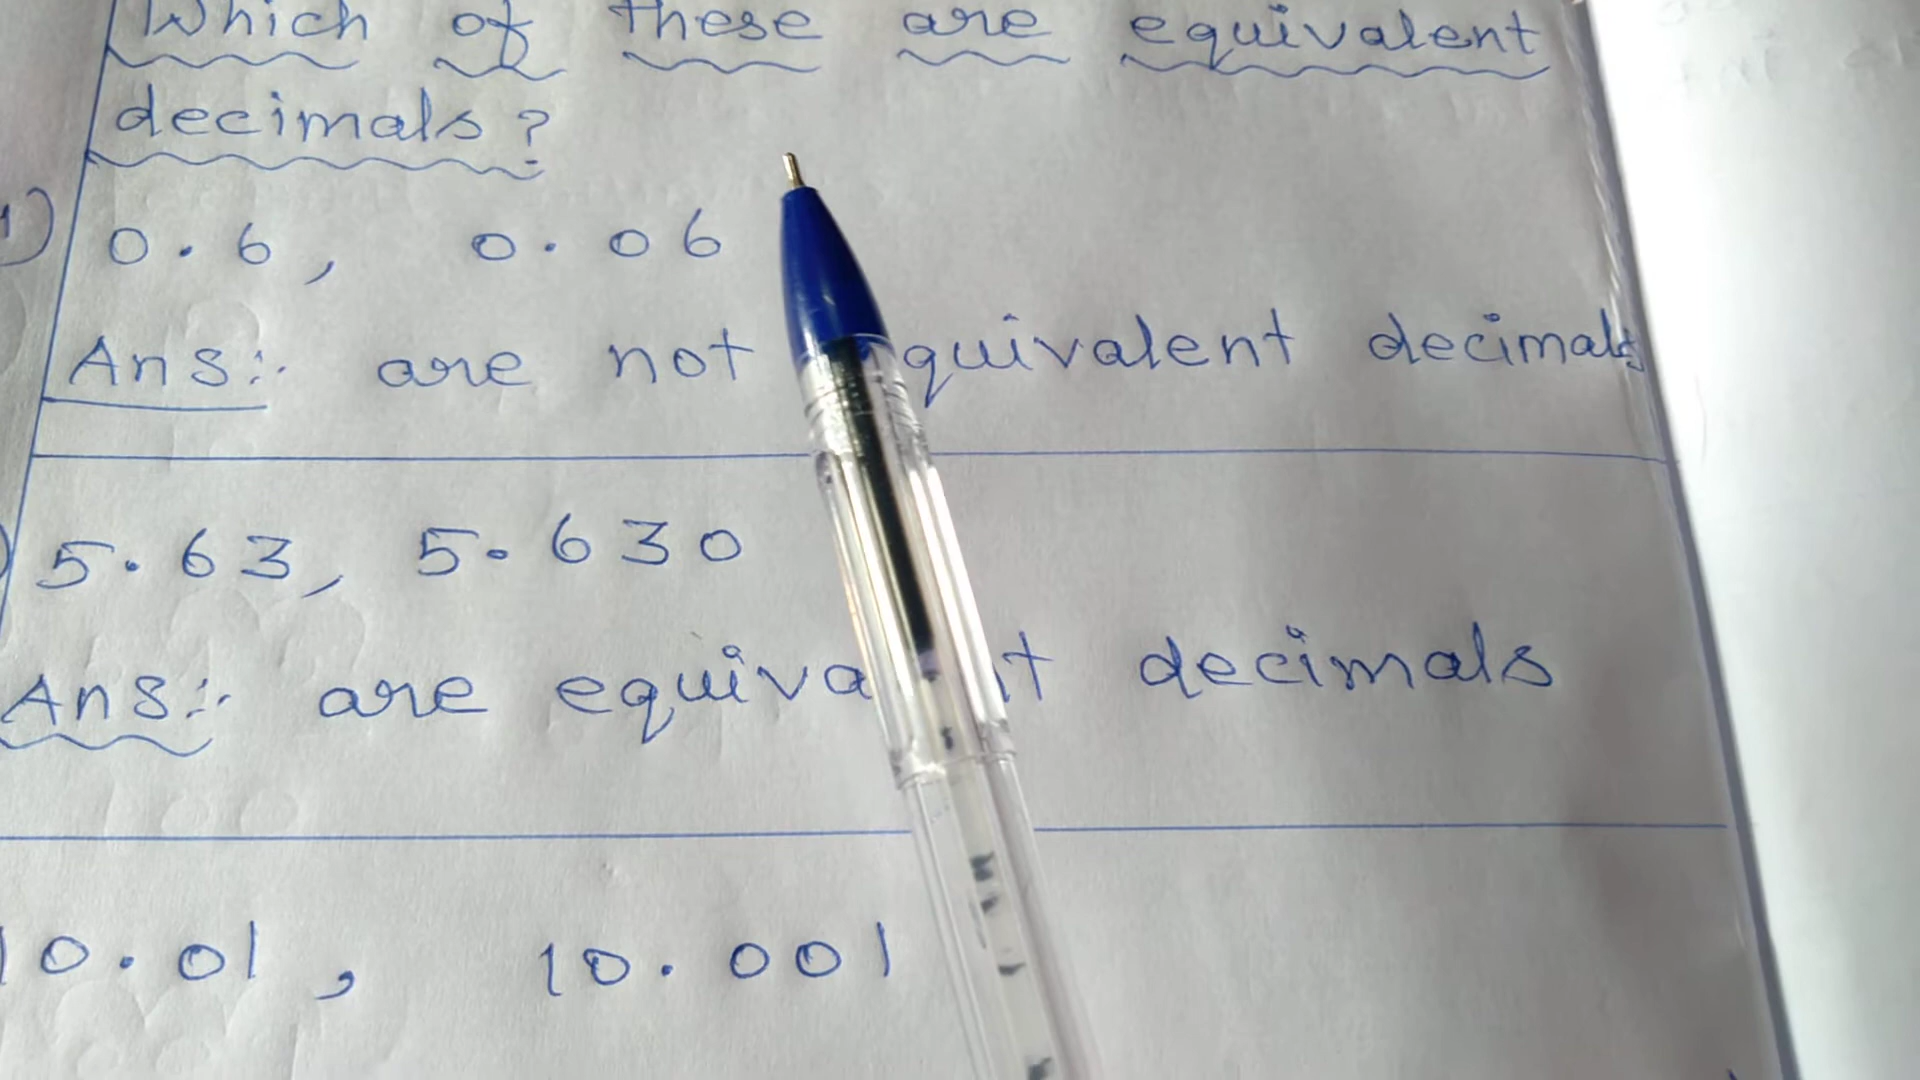 Which of these are equivalent
decimals?
1) 0.6, 0.06
Ans:- are not equivalent decimals
) 5.63, 5.630
Ans:- are decimals
10.01, 10.001